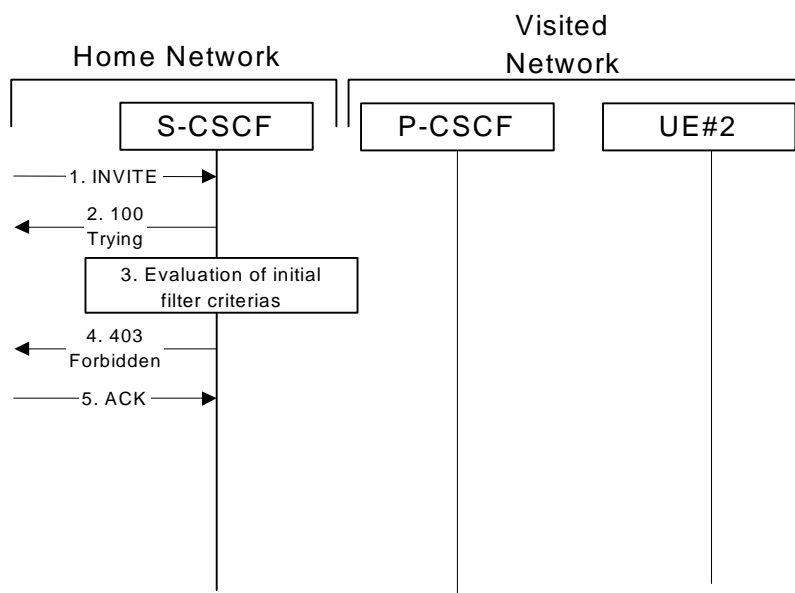 Home Network
Visited
Network
S-CSCF
P-CSCF
UE#2
1. INVITE
2. 100
Trying
3. Evaluation of initial
filter criterias
4. 403
Forbidden
5. ACK